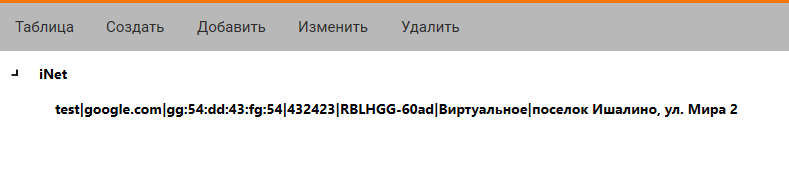 Таблица Создать Добавить Изменить Удалить
iNet
test|google.com|gg:54:dd:43:fg:54|432423|RBLHGG-60ad|Виртуальное|поселок Ишалино, ул. Мира 2